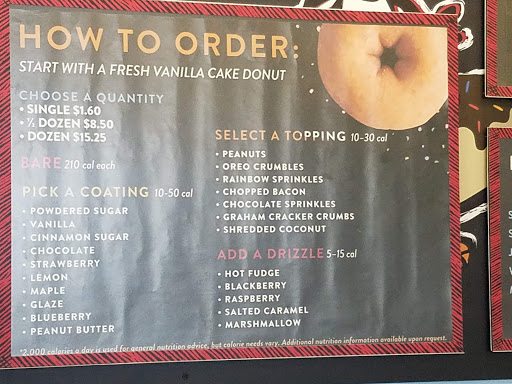 HOW TO ORDER:
START WITH A FRESH VANILLA CAKE DONUT
CHOOSE A QUANTITY
• SINGLE $1.60
• ½ DOZEN $8.50
• DOZEN $15.25
BARE 210 cal each
PICK A COATING 10-50 cal
• POWDERED SUGAR
• VANILLA
• CINNAMON SUGAR
• CHOCOLATE
• STRAWBERRY
• LEMON
• MAPLE
• GLAZE
• BLUEBERRY
• PEANUT BUTTER
SELECT A TOPPING 10-30 cal
• PEANUTS
• OREO CRUMBLES
• RAINBOW SPRINKLES
• CHOPPED BACON
• CHOCOLATE SPRINKLES
• GRAHAM CRACKER CRUMBS
• SHREDDED COCONUT
ADD A DRIZZLE 5-15 cal
• HOT FUDGE
• BLACKBERRY
• RASPBERRY
• SALTED CARAMEL
• MARSHMALLOW
*2,000 calories a day is used for general nutrition advice, but calorie needs vary. Additional nutrition information available upon request.